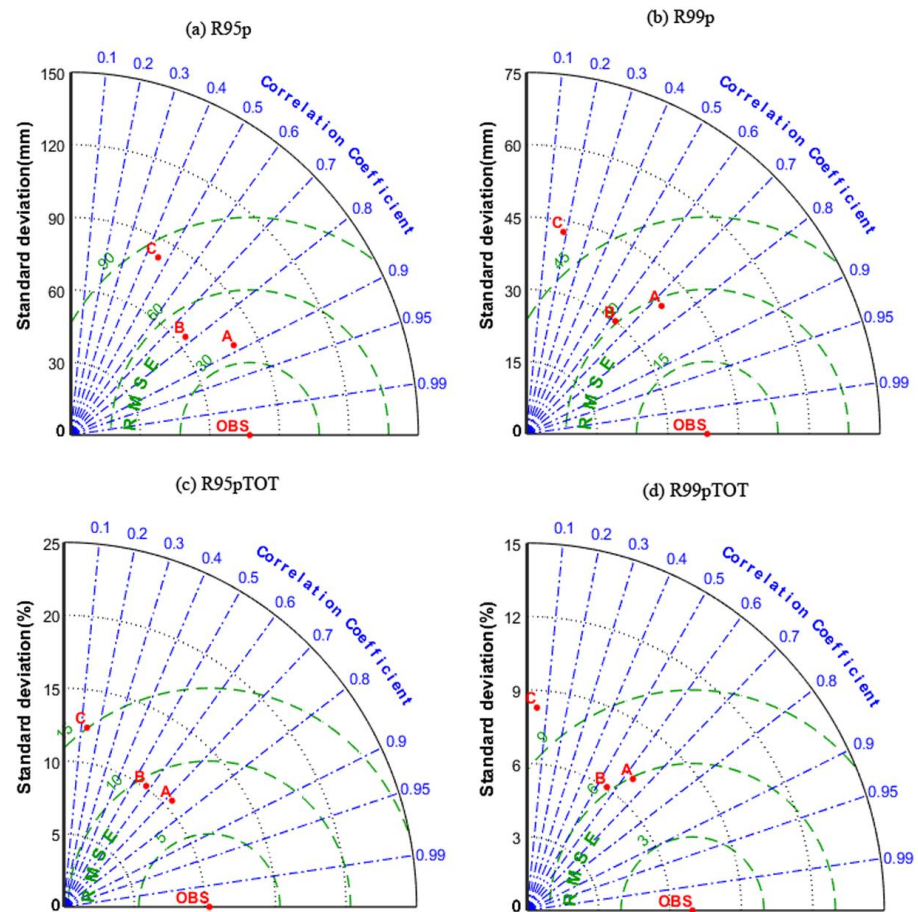 (a) R95p
Standard deviation(mm)
150
120
90
60
30
0
0.1
0.2
0.3
0.4
0.5
0.6
0.7
0.8
0.9
0.95
0.99
Correlation Coefficient
90
60
30
RMSE
C
B
A
OBS
(b) R99p
Standard deviation(mm)
75
60
45
30
15
0
0.1
0.2
0.3
0.4
0.5
0.6
0.7
0.8
0.9
0.95
0.99
Correlation Coefficient
45
15
RMSE
C
B
A
OBS
(c) R95pTOT
Standard deviation(%)
25
20
15
10
5
0
0.1
0.2
0.3
0.4
0.5
0.6
0.7
0.8
0.9
0.95
0.99
Correlation Coefficient
15
10
5
RMSE
C
B
A
OBS
(d) R99pTOT
Standard deviation(%)
15
12
9
6
3
0
0.1
0.2
0.3
0.4
0.5
0.6
0.7
0.8
0.9
0.95
0.99
Correlation Coefficient
9
6
3
RMSE
C
B
A
OBS